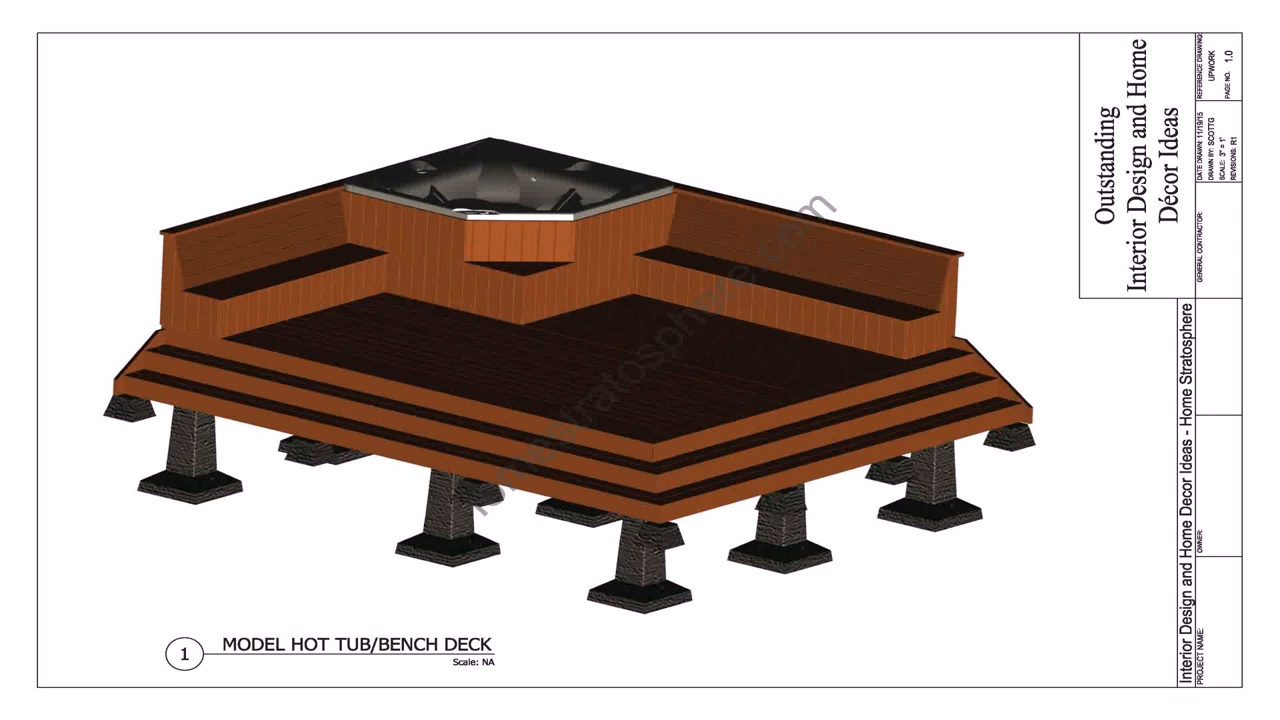 Outstanding
Interior Design and Home
Décor Ideas
REFERENCE DRAWING:
UPWORK
PAGE NO. 1.0
DATE DRAWN: 11/19/15
DRAWN BY: SCOTTG
SCALE: 3" = 1'
REVISIONS: R1
GENERAL CONTRACTOR:
OWNER:
Interior Design and Home Decor Ideas - Home Stratosphere
PROJECT NAME:
homestratosphere.com
1
MODEL HOT TUB/BENCH DECK
Scale: NA